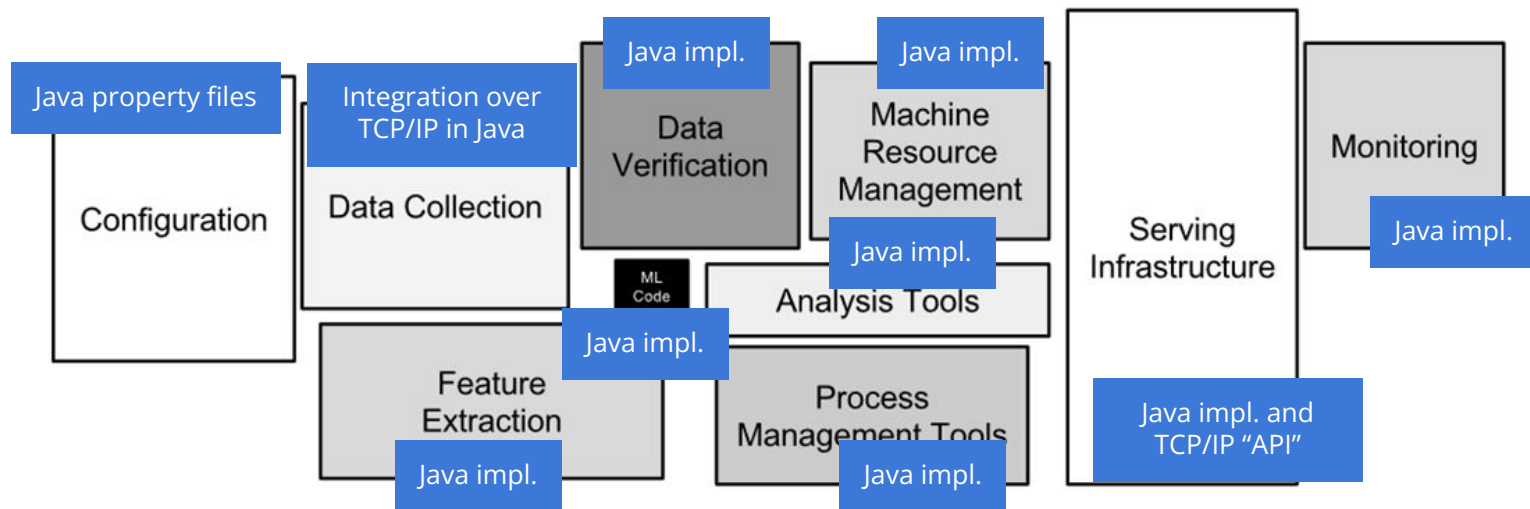 Java property files
Configuration
Integration over
TCP/IP in Java
Data Collection
Java impl.
Data
Verification
Java impl.
Machine
Resource
Management
Java impl.
Analysis Tools
ML
Code
Java impl.
Feature
Extraction
Java impl.
Process
Management Tools
Java impl.
Serving
Infrastructure
Java impl. and
TCP/IP “API”
Monitoring
Java impl.